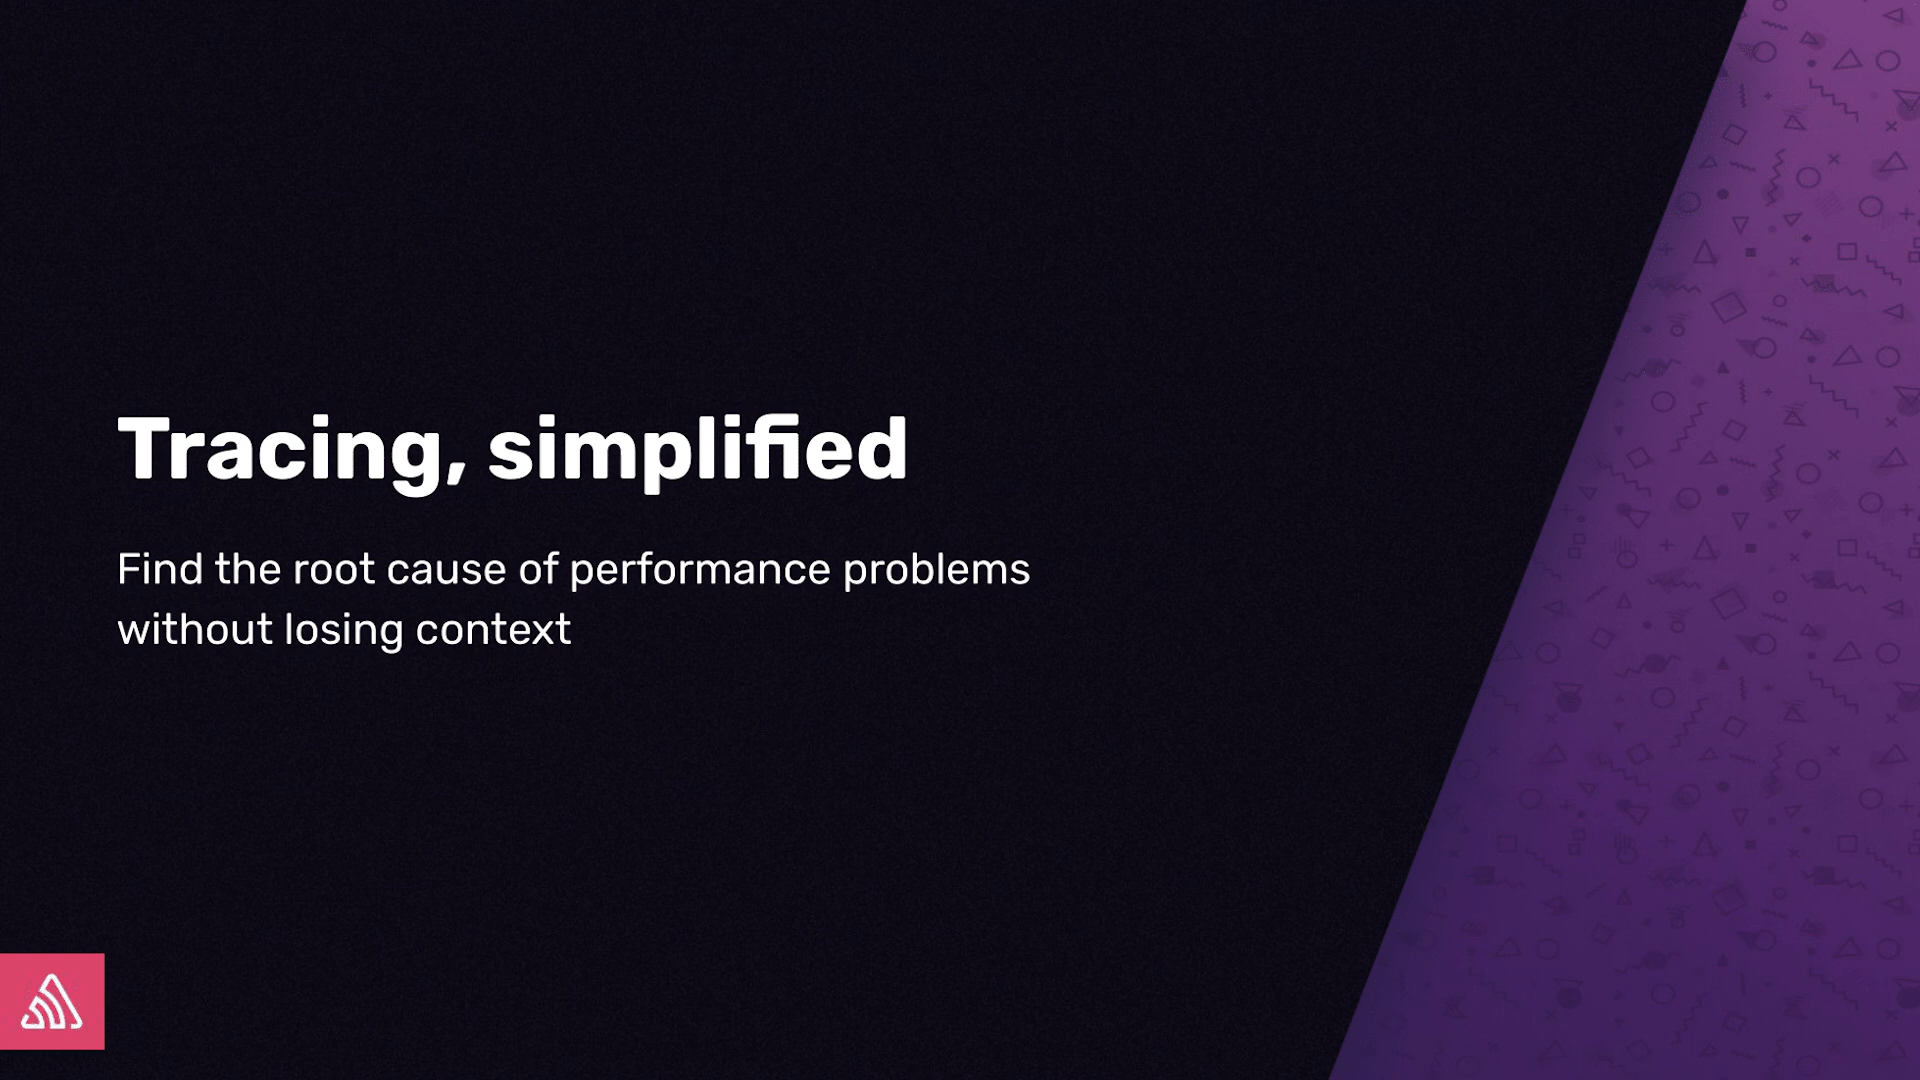 Tracing, simplified
Find the root cause of performance problems
without losing context